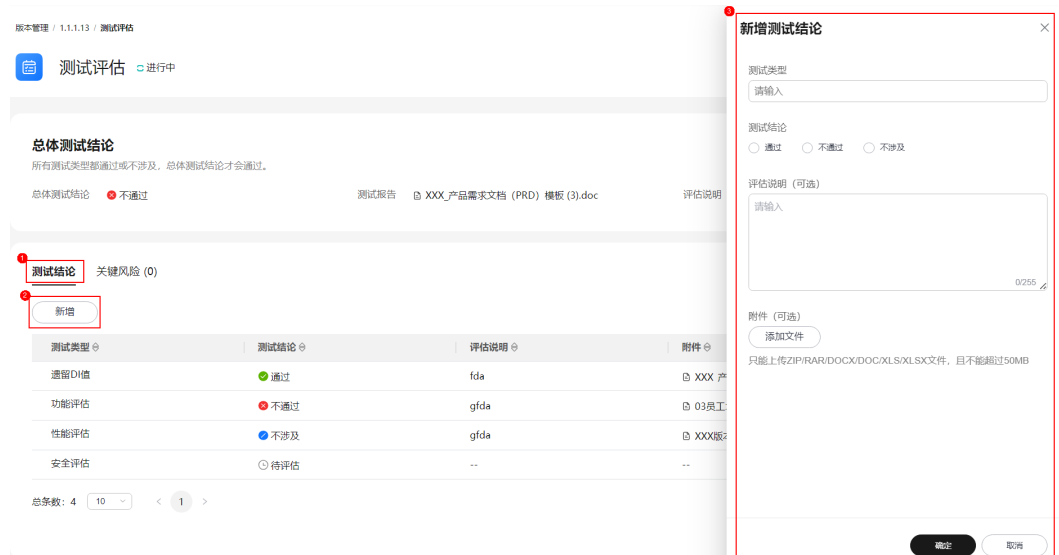 版本管理 / 1.1.1.13 / 测试评估
测试评估 进行中
总体测试结论
所有测试类型都通过或不涉及，总体测试结论才会通过。
总体测试结论 不通过 测试报告 XXX_产品需求文档（PRD）模板 (3).doc 评估说明
1
测试结论 关键风险 (0)
2
新增
测试类型 测试结论 评估说明 附件
遗留DI值 通过 fda XXX 产
功能评估 不通过 gfda 03员工
性能评估 不涉及 gfda XXX版本
安全评估 待评估 -- --
总条数：4 10 < 1 >
3
新增测试结论
测试类型
请输入
测试结论
通过 不通过 不涉及
评估说明（可选）
请输入
0/255
附件（可选）
添加文件
只能上传ZIP/RAR/DOCX/DOC/XLS/XLSX文件，且不能超过50MB
确定 取消